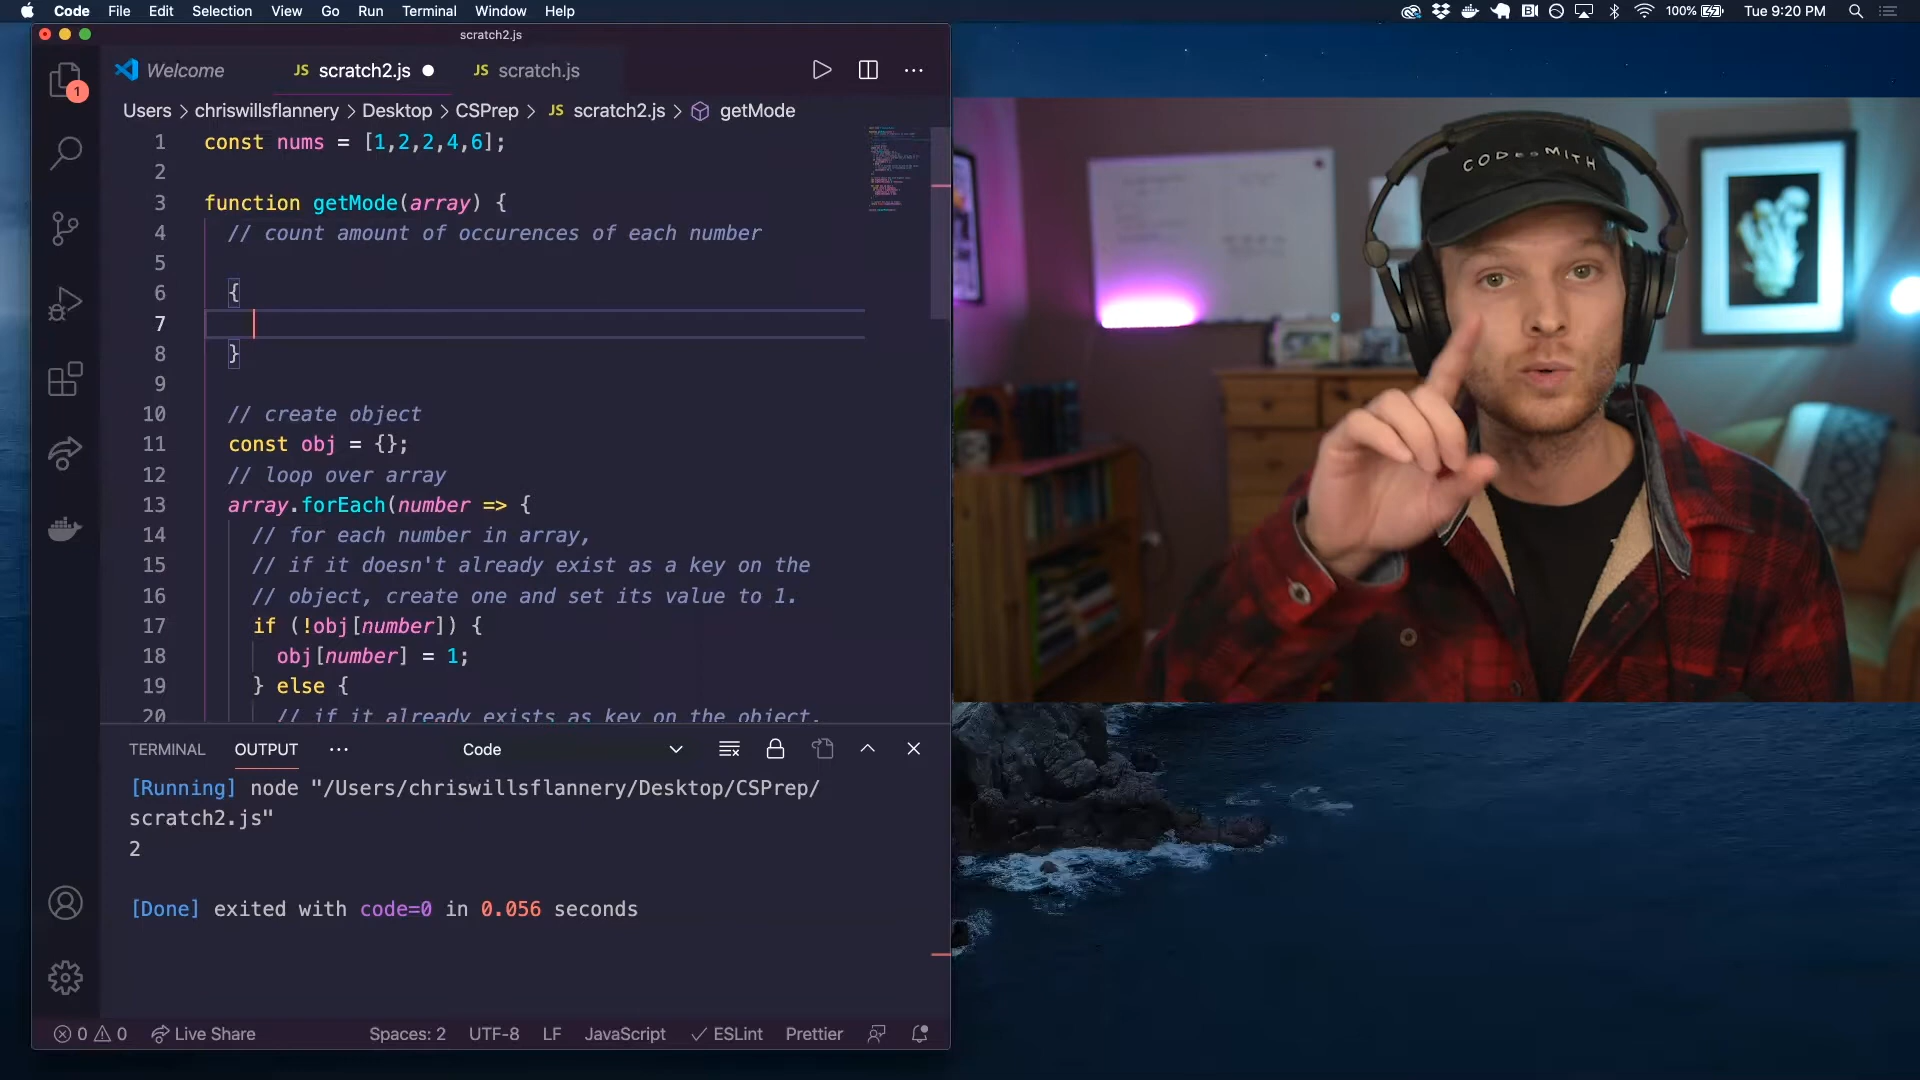 Code File Edit Selection View Go Run Terminal Window Help 100% Tue 9:20 PM
scratch2.js
Welcome JS scratch2.js JS scratch.js
1
Users > chriswillsflannery > Desktop > CSPrep > JS scratch2.js > getMode
1 const nums = [1,2,2,4,6];
2
3 function getMode(array) {
4 // count amount of occurences of each number
5
6 {
7
8 }
9
10 // create object
11 const obj = {};
12 // loop over array
13 array.forEach(number => {
14 // for each number in array,
15 // if it doesn't already exist as a key on the
16 // object, create one and set its value to 1.
17 if (!obj[number]) {
18 obj[number] = 1;
19 } else {
20 // if it already exists as key on the object,
TERMINAL OUTPUT ··· Code
[Running] node "/Users/chriswillsflannery/Desktop/CSPrep/
scratch2.js"
2
[Done] exited with code=0 in 0.056 seconds
0 0 Live Share Spaces: 2 UTF-8 LF JavaScript ESLint Prettier
CODESMITH